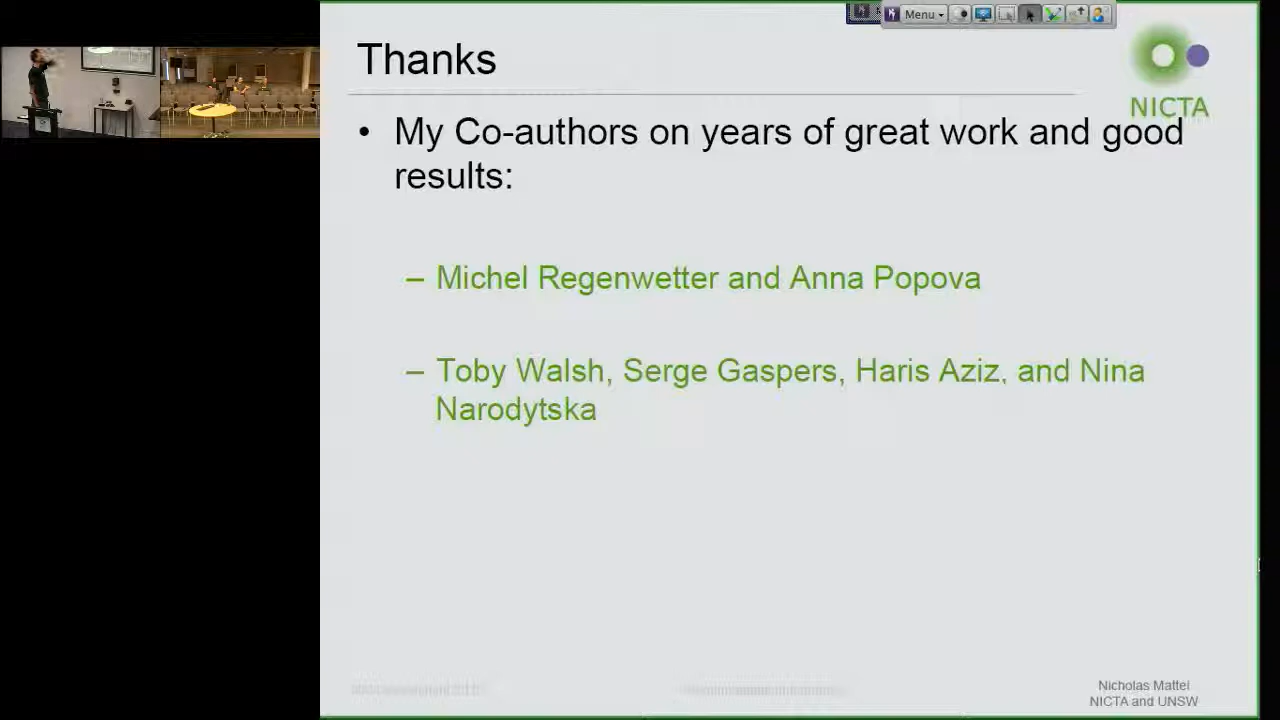 Menu
Thanks
NICTA
• My Co-authors on years of great work and good
results:
– Michel Regenwetter and Anna Popova
– Toby Walsh, Serge Gaspers, Haris Aziz, and Nina
Narodytska
Nicholas Mattei
NICTA and UNSW